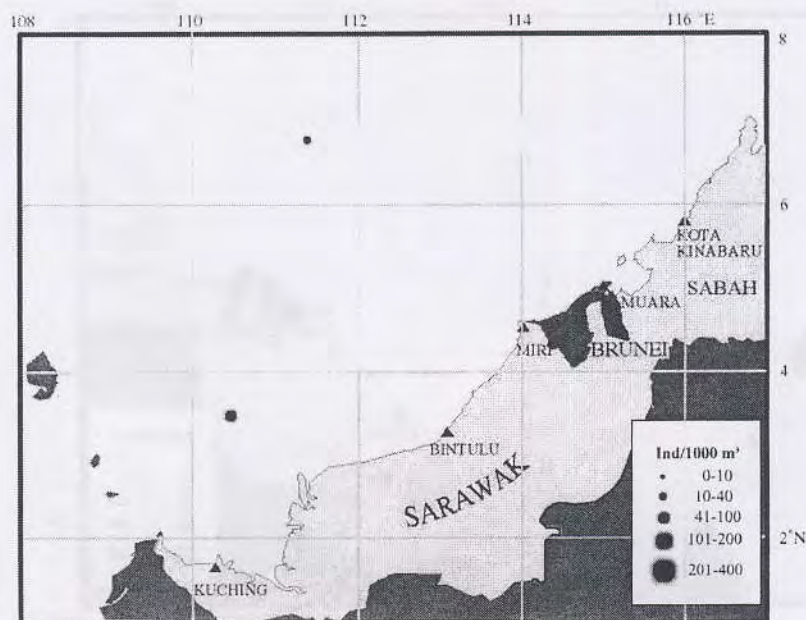 108 110 112 114 116 °E
8
6
KOTA
KINABARU
SABAH
MUARA
MIRI
BRUNEI
4
BINTULU
SARAWAK
Ind/1000 m³
0-10
10-40
41-100
101-200
201-400
2°N
KUCHING